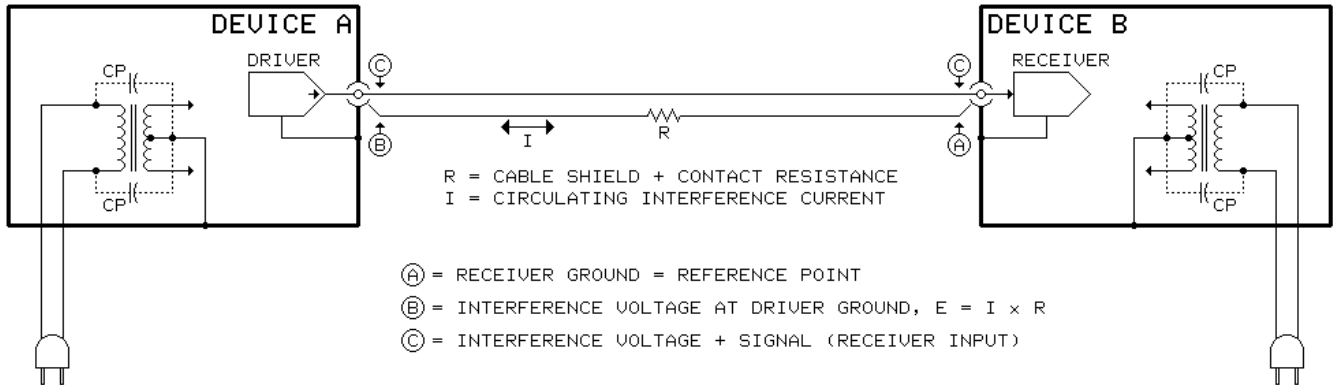 DEVICE A
DEVICE B
DRIVER
RECEIVER
CP
C
C
CP
I
R
B
A
CP
CP
R = CABLE SHIELD + CONTACT RESISTANCE
I = CIRCULATING INTERFERENCE CURRENT
A = RECEIVER GROUND = REFERENCE POINT
B = INTERFERENCE VOLTAGE AT DRIVER GROUND, E = I x R
C = INTERFERENCE VOLTAGE + SIGNAL (RECEIVER INPUT)